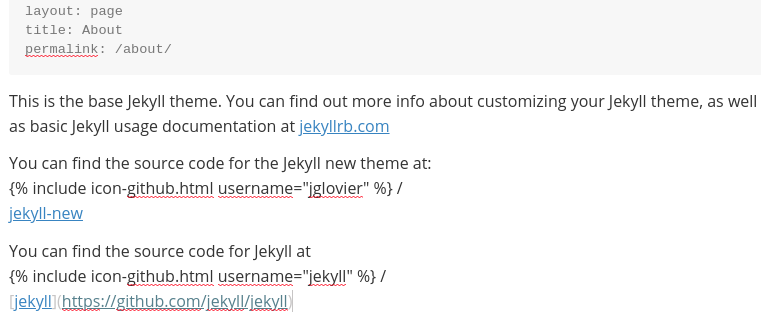 layout: page
title: About
permalink: /about/
This is the base Jekyll theme. You can find out more info about customizing your Jekyll theme, as well
as basic Jekyll usage documentation at jekyllrb.com
You can find the source code for the Jekyll new theme at:
{% include icon-github.html username="jglovier" %} /
jekyll-new
You can find the source code for Jekyll at
{% include icon-github.html username="jekyll" %} /
[jekyll](https://github.com/jekyll/jekyll)